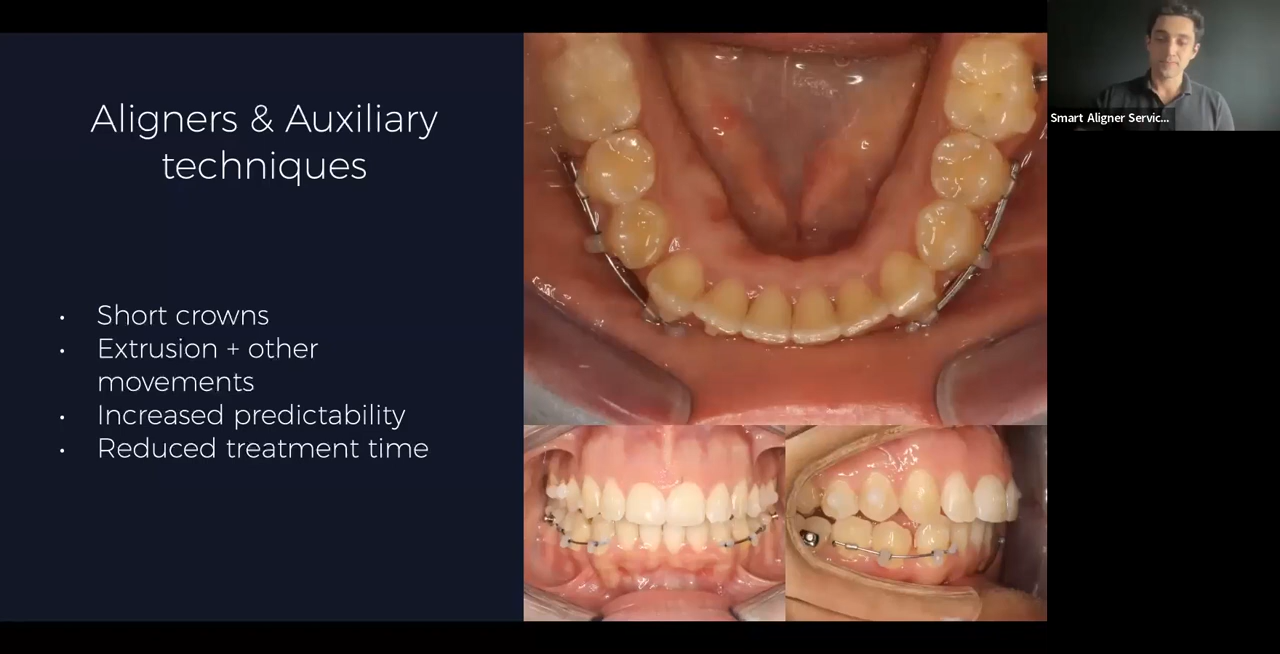 Aligners & Auxiliary
techniques
• Short crowns
• Extrusion + other
movements
• Increased predictability
• Reduced treatment time
Smart Aligner Servic...